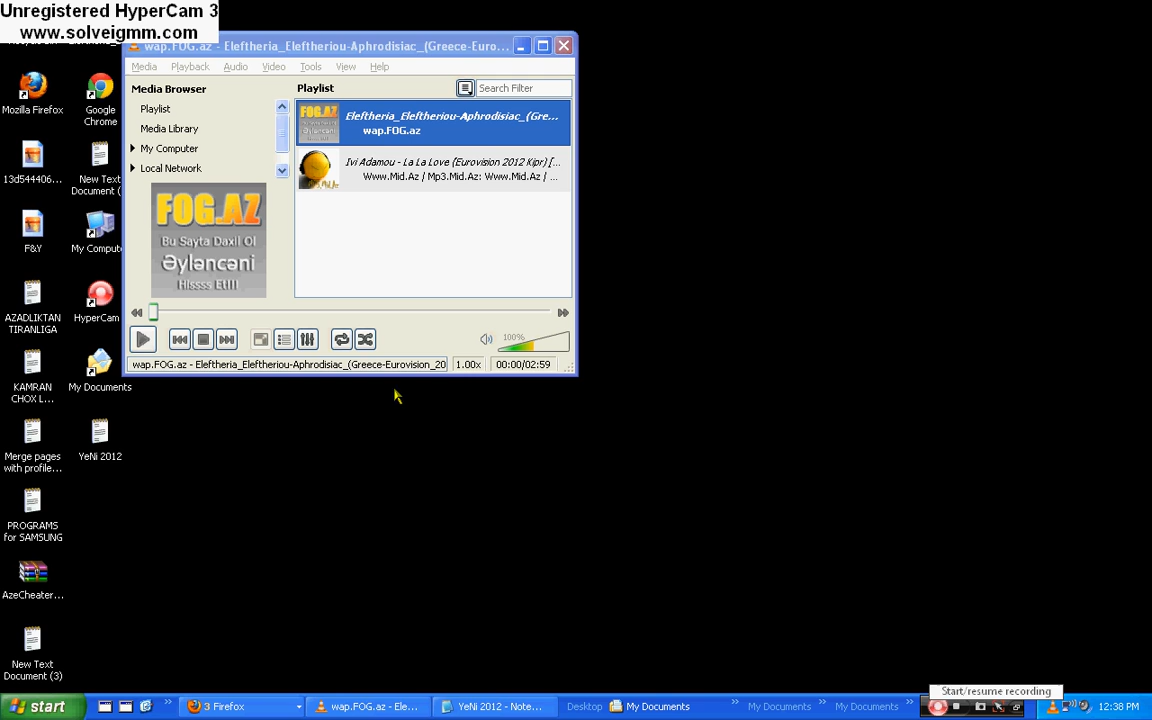 Unregistered HyperCam 3
www.solveigmm.com
wap.FOG.az - Eleftheria_Eleftheriou-Aphrodisiac_(Greece-Euro...
Media Playback Audio Video Tools View Help
Media Browser
Playlist
Media Library
My Computer
Local Network
Playlist
Search Filter
Eleftheria_Eleftheriou-Aphrodisiac_(Gre...
wap.FOG.az
Ivi Adamou - La La Love (Eurovision 2012 Kipr) [...
Www.Mid.Az / Mp3.Mid.Az: Www.Mid.Az / ...
FOG.AZ
Bu Sayta Daxil Ol
Əyləncəni
Hissss Et!!!
100%
wap.FOG.az - Eleftheria_Eleftheriou-Aphrodisiac_(Greece-Eurovision_20
1.00x
00:00/02:59
Mozilla Firefox
Google
Chrome
13d544406...
New Text
Document (
F&Y
My Compute
AZADLIKTAN
TIRANLIGA
HyperCam
KAMRAN
CHOX L...
My Documents
Merge pages
with profile...
YeNi 2012
PROGRAMS
for SAMSUNG
AzeCheater...
New Text
Document (3)
Start/resume recording
start
3 Firefox
wap.FOG.az - Ele...
YeNi 2012 - Note...
Desktop
My Documents
My Documents
My Documents
12:38 PM